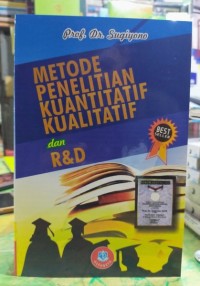 Prof. Dr. Sugiyono
METODE
PENELITIAN
KUANTITATIF
KUALITATIF
dan
R&D
BEST
SELLER